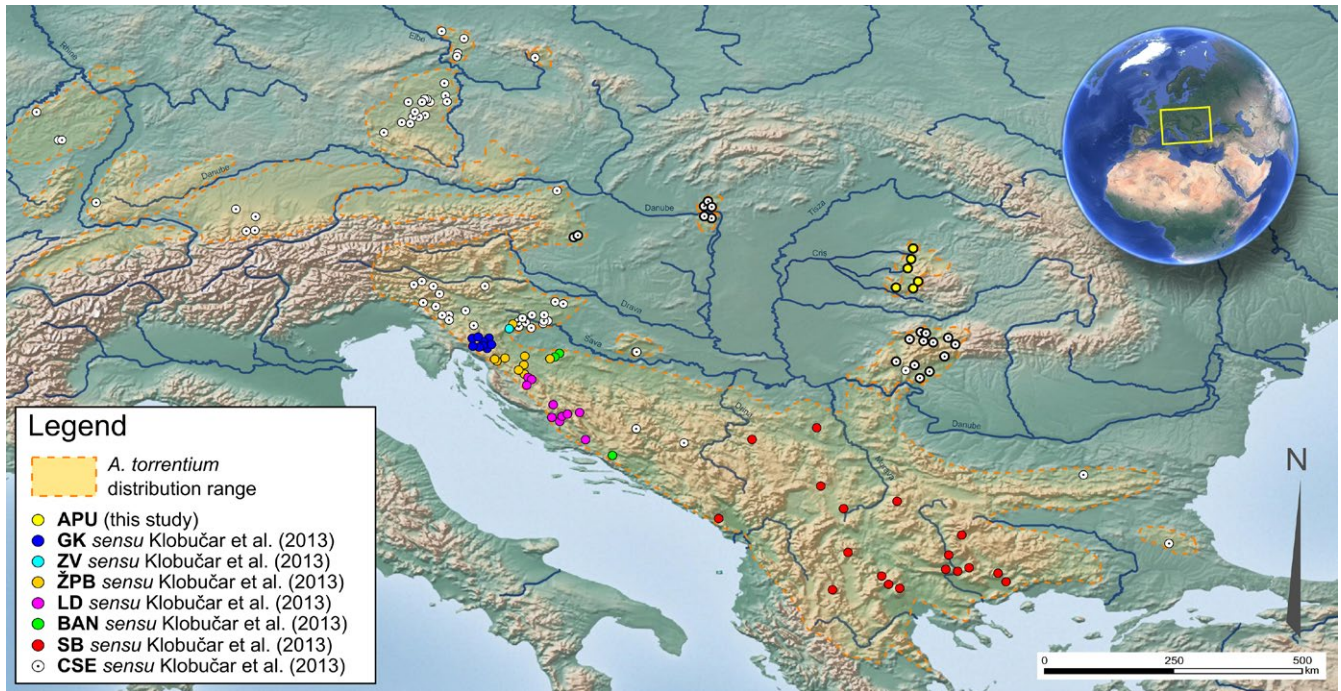 Rhine
Elbe
Danube
Danube
Tisza
Cris
Drava
Sava
Drina
Danube
N
Legend
A. torrentium
distribution range
APU (this study)
GK sensu Klobučar et al. (2013)
ZV sensu Klobučar et al. (2013)
ŽPB sensu Klobučar et al. (2013)
LD sensu Klobučar et al. (2013)
BAN sensu Klobučar et al. (2013)
SB sensu Klobučar et al. (2013)
CSE sensu Klobučar et al. (2013)
0 250 500
km